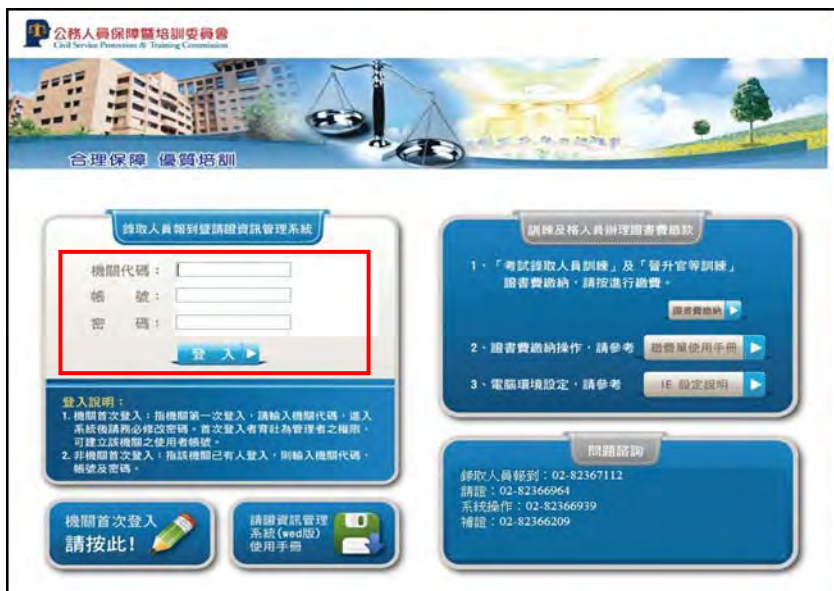 公務人員保障暨培訓委員會
Civil Service Protection & Training Commission
合理保障 優質培訓
錄取人員報到暨請證資訊管理系統
機關代碼：
帳　號：
密　碼：
登 入
登入說明：
1. 機關首次登入：指機關第一次登入，請輸入機關代碼，進入
系統後請務必修改密碼。首次登入者育社為管理者之權限，
可建立該機關之使用者帳號。
2. 非機關首次登入：指該機關已有人登入，則輸入機關代碼，
帳號及密碼。
機關首次登入
請按此！
請證資訊管理
系統(wed版)
使用手冊
訓練及格人員辦理證書費繳款
1、「考試錄取人員訓練」及「晉升官等訓練」
證書費繳納，請按進行繳費。
證書費繳納
2、證書費繳納操作，請參考 繳費單使用手冊
3、電腦環境設定，請參考 IE 設定說明
問題諮詢
錄取人員報到：02-82367112
請證：02-82366964
系統操作：02-82366939
補證：02-82366209